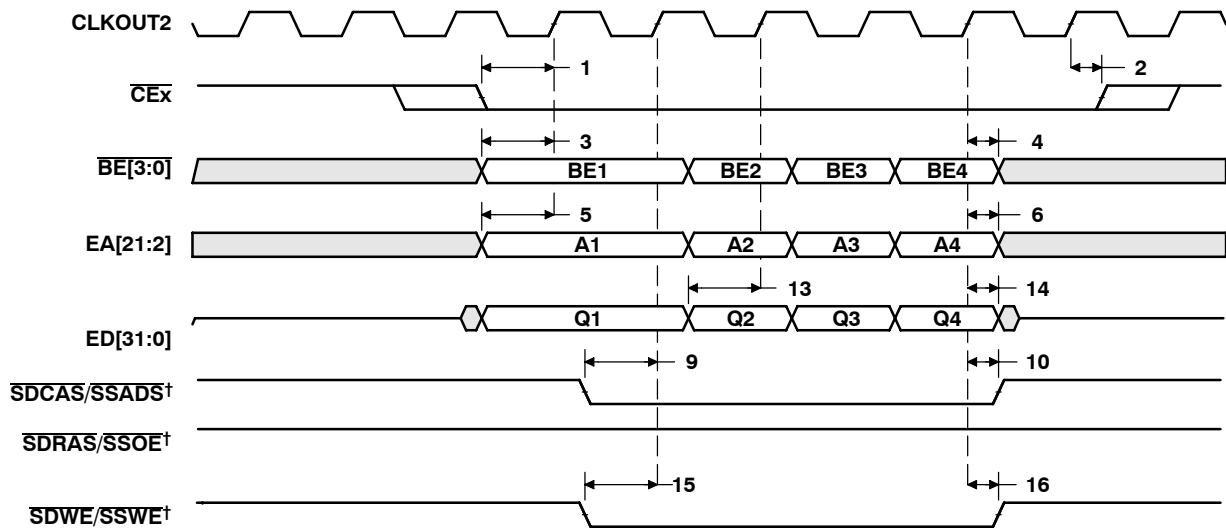 CLKOUT2
1
2
CEx
3
4
BE[3:0]
BE1
BE2
BE3
BE4
5
6
EA[21:2]
A1
A2
A3
A4
13
14
ED[31:0]
Q1
Q2
Q3
Q4
9
10
SDCAS/SSADS†
SDRAS/SSOE†
15
16
SDWE/SSWE†